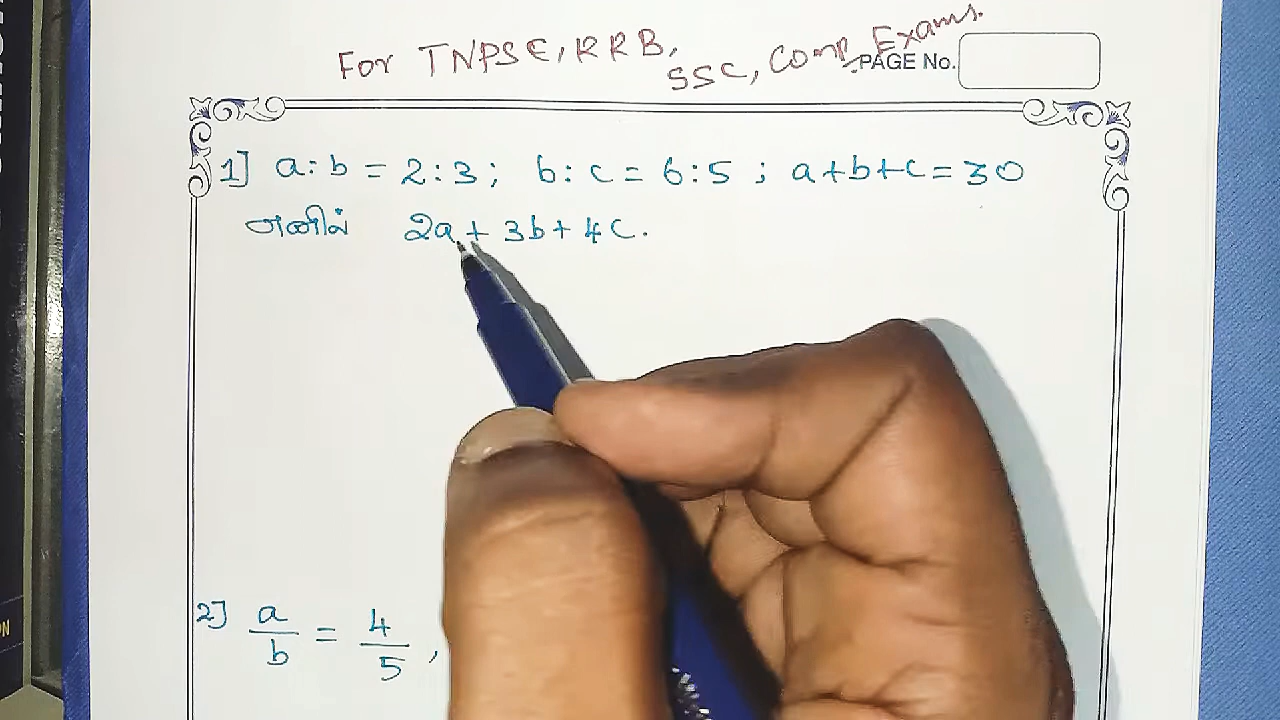 For TNPSC, RRB,
SSC, Comp. Exams.
PAGE No.
1] a:b = 2:3; b:c = 6:5 ; a+b+c = 30
எனில் 2a + 3b + 4c.
2] a/b = 4/5 ,